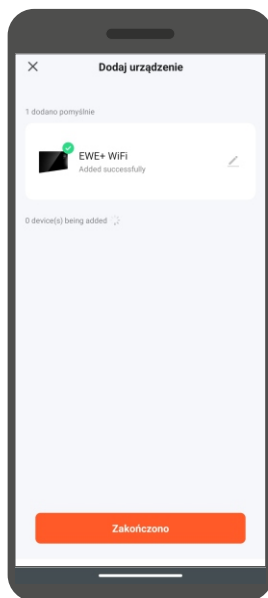 Dodaj urządzenie
1 dodano pomyślnie
EWE+ WiFi
Added successfully
0 device(s) being added
Zakończono